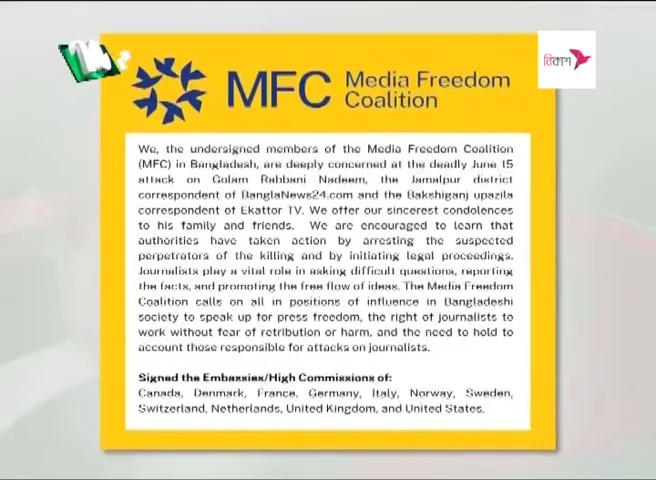 বিকাশ
MFC Media Freedom
Coalition
We, the undersigned members of the Media Freedom Coalition
(MFC) in Bangladesh, are deeply concerned at the deadly June 15
attack on Golam Rabbani Nadeem, the Jamalpur district
correspondent of BanglaNews24.com and the Bakshiganj upazila
correspondent of Ekattor TV. We offer our sincerest condolences
to his family and friends. We are encouraged to learn that
authorities have taken action by arresting the suspected
perpetrators of the killing and by initiating legal proceedings.
Journalists play a vital role in asking difficult questions, reporting
the facts, and promoting the free flow of ideas. The Media Freedom
Coalition calls on all in positions of influence in Bangladeshi
society to speak up for press freedom, the right of journalists to
work without fear of retribution or harm, and the need to hold to
account those responsible for attacks on journalists.
Signed the Embassies/High Commissions of:
Canada, Denmark, France, Germany, Italy, Norway, Sweden,
Switzerland, Netherlands, United Kingdom, and United States.